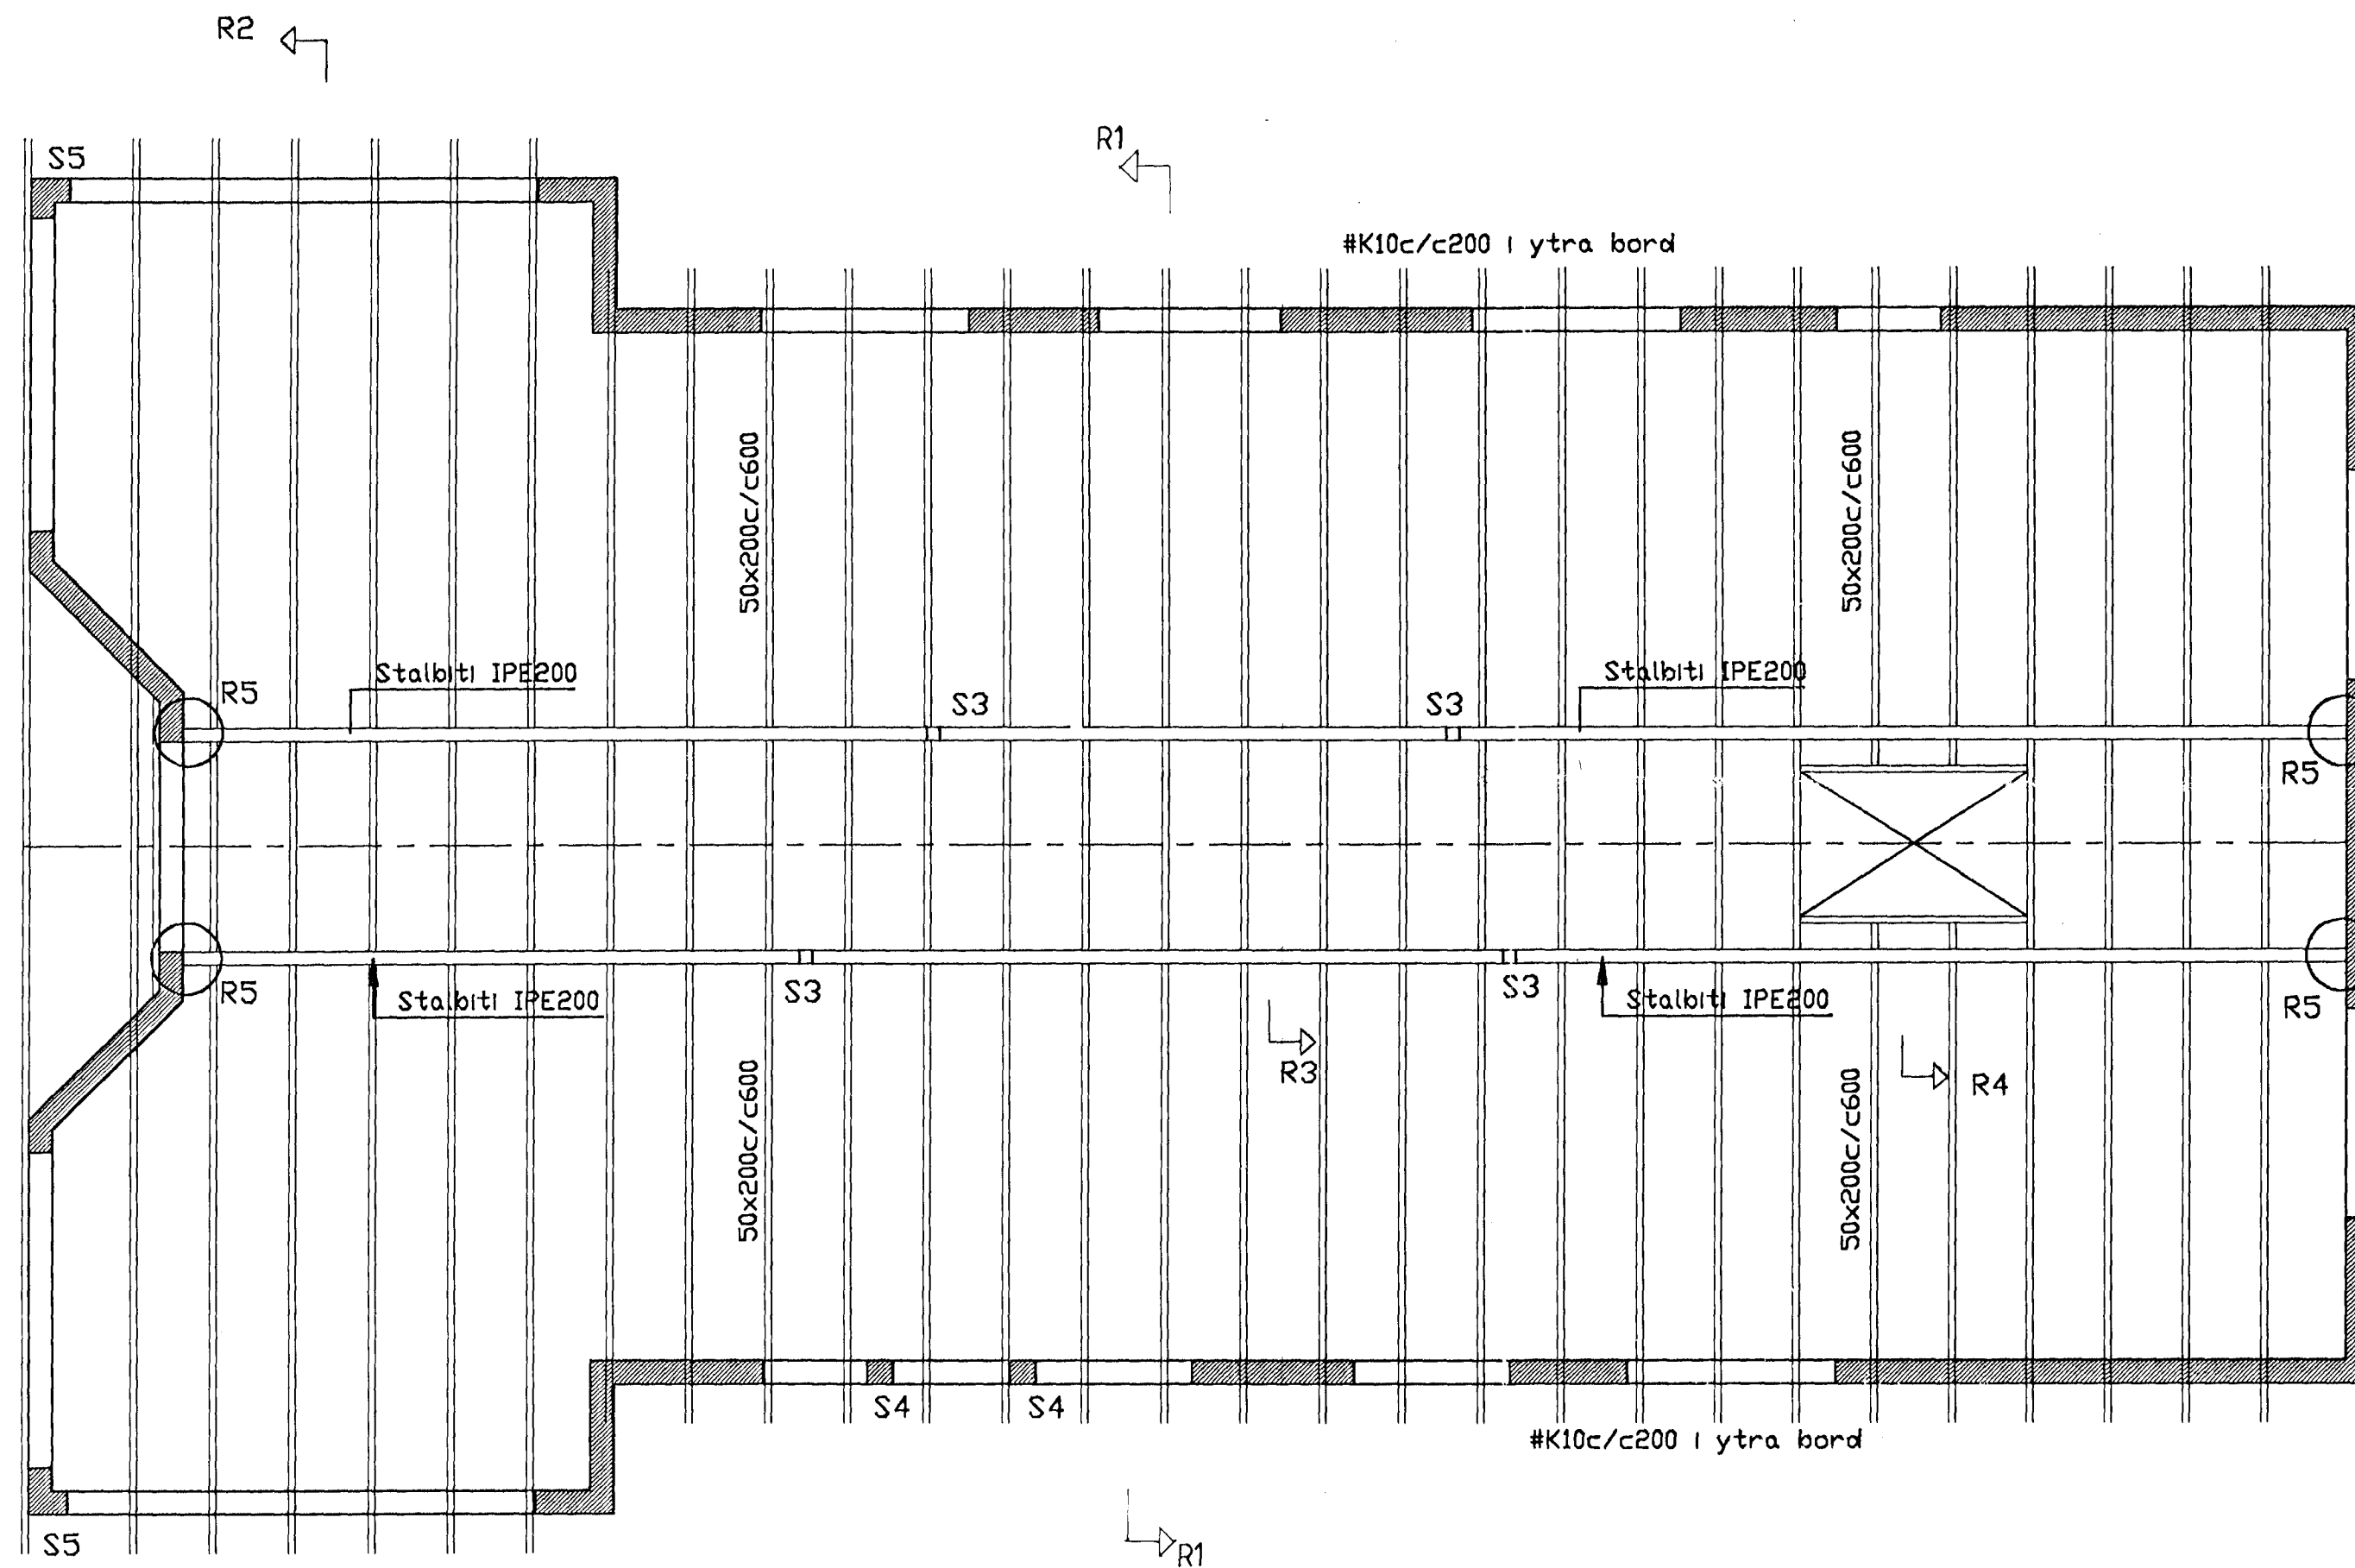 R2
R1
S5
#K10c/c200 í ytra bord
50x200c/c600
50x200c/c600
Stalbiti IPE200
Stalbiti IPE200
R5
S3
S3
R5
R5
Stalbiti IPE200
S3
S3
Stalbiti IPE200
R5
R3
R4
50x200c/c600
50x200c/c600
S4
S4
#K10c/c200 í ytra bord
S5
R1